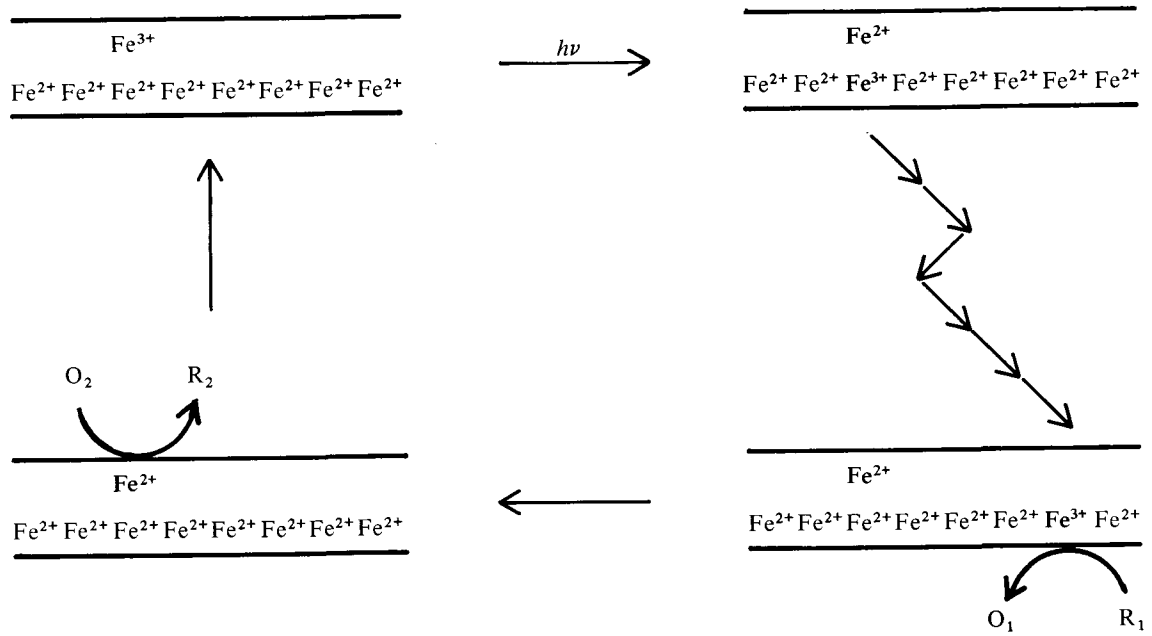 Fe³⁺
Fe²⁺ Fe²⁺ Fe²⁺ Fe²⁺ Fe²⁺ Fe²⁺ Fe²⁺ Fe²⁺
hν
Fe²⁺
Fe²⁺ Fe²⁺ Fe³⁺ Fe²⁺ Fe²⁺ Fe²⁺ Fe²⁺ Fe²⁺
O₂ R₂
Fe²⁺
Fe²⁺ Fe²⁺ Fe²⁺ Fe²⁺ Fe²⁺ Fe²⁺ Fe²⁺ Fe²⁺
Fe²⁺
Fe²⁺ Fe²⁺ Fe²⁺ Fe²⁺ Fe²⁺ Fe²⁺ Fe³⁺ Fe²⁺
O₁ R₁